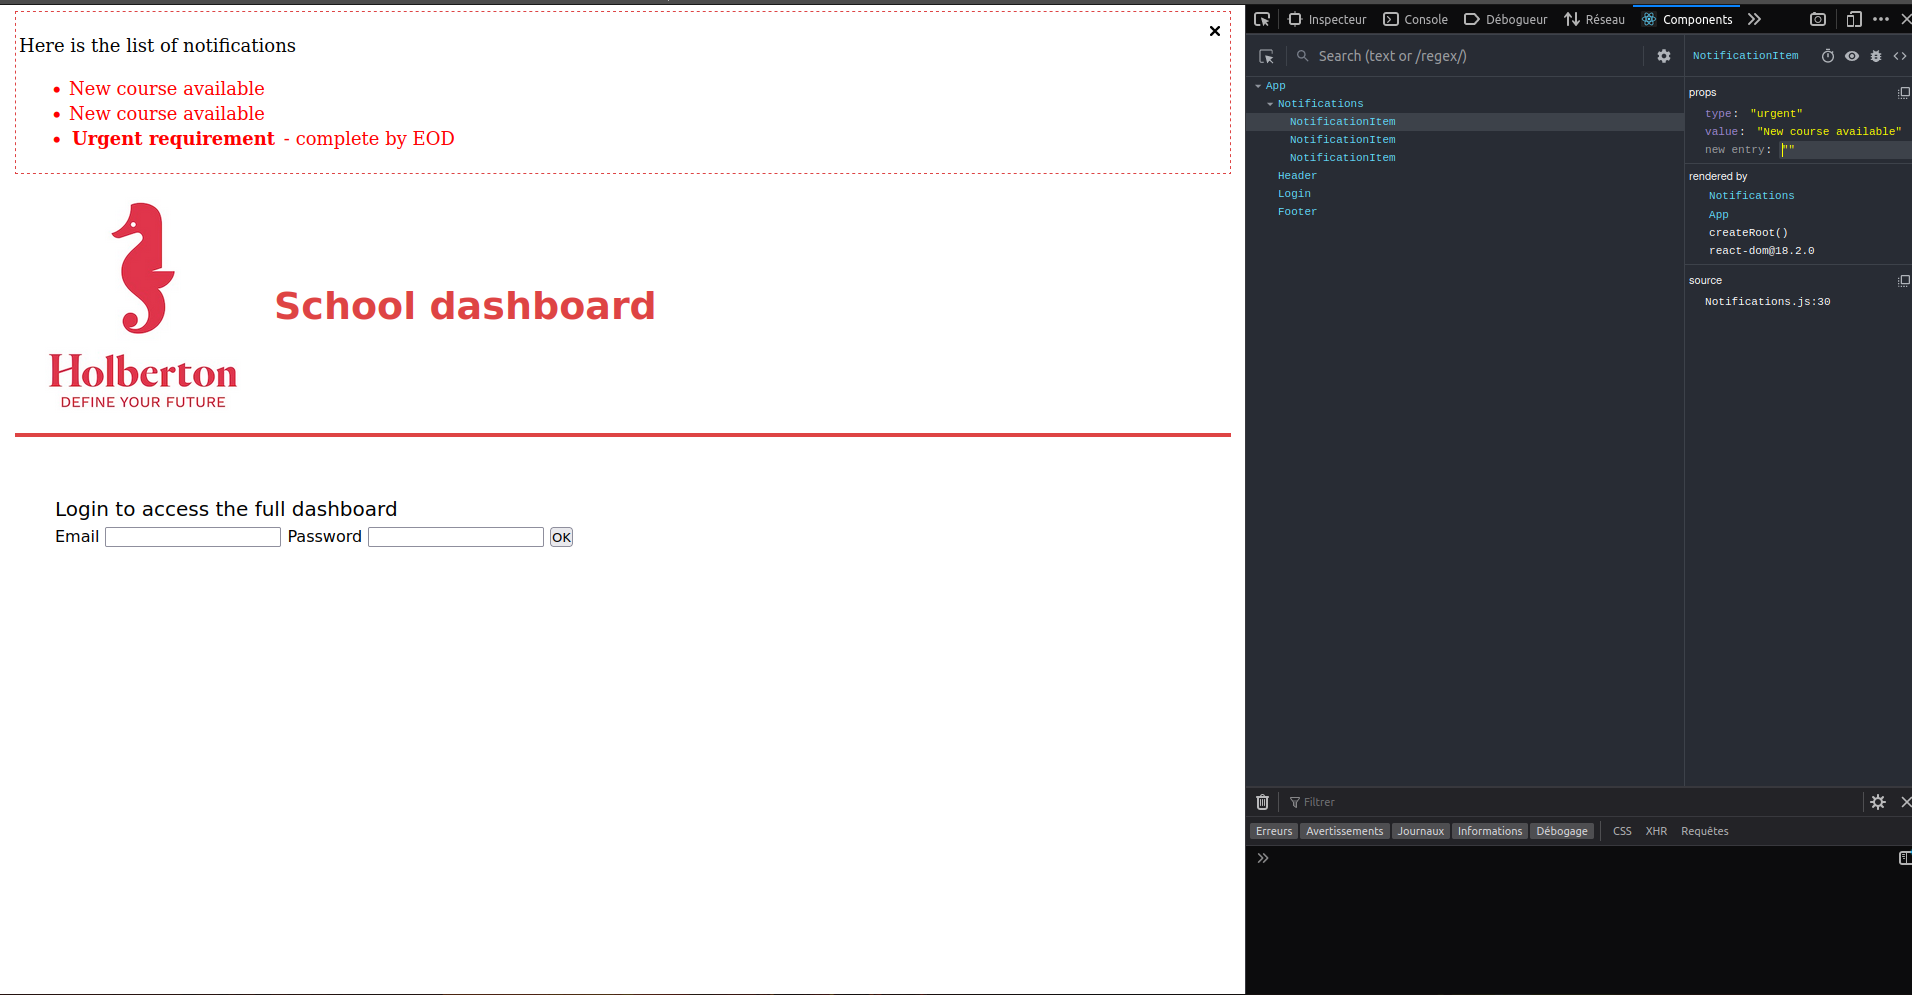 Here is the list of notifications
New course available
New course available
Urgent requirement - complete by EOD
School dashboard
Holberton
DEFINE YOUR FUTURE
Login to access the full dashboard
Email Password OK
Inspecteur Console Débogueur Réseau Components
Search (text or /regex/)
App
Notifications
NotificationItem
NotificationItem
NotificationItem
Header
Login
Footer
NotificationItem
props
type: "urgent"
value: "New course available"
new entry: ""
rendered by
Notifications
App
createRoot()
react-dom@18.2.0
source
Notifications.js:30
Filtrer
Erreurs Avertissements Journaux Informations Débogage CSS XHR Requêtes